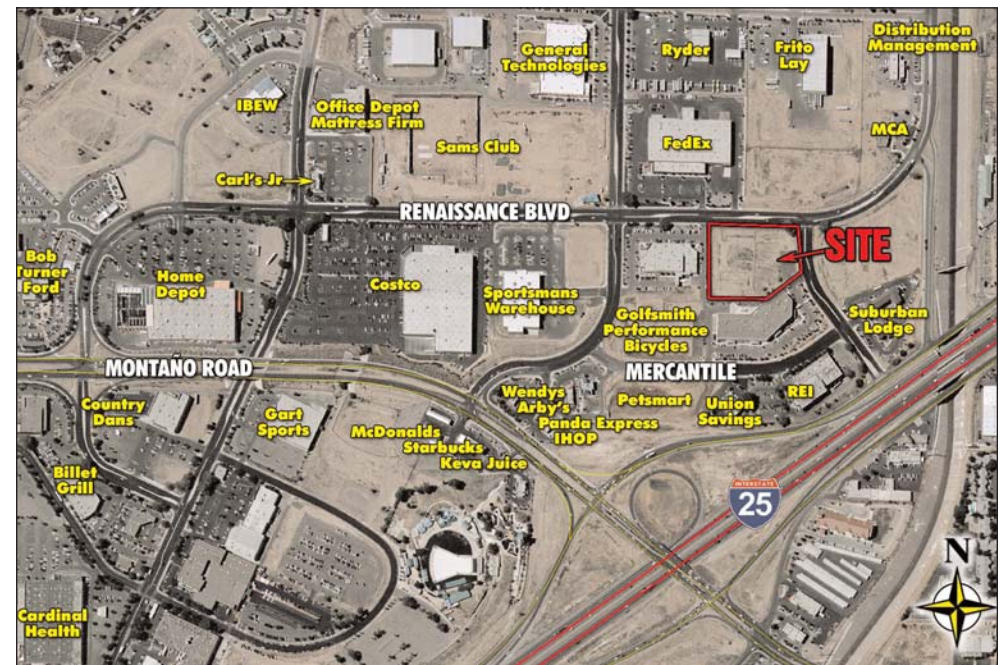 Distribution
Management
General
Technologies
Ryder
Frito
Lay
IBEW
Office Depot
Mattress Firm
Sams Club
FedEx
MCA
Carl's Jr
RENAISSANCE BLVD
SITE
Bob
Turner
Ford
Home
Depot
Costco
Sportsmans
Warehouse
Golfsmith
Performance
Bicycles
Suburban
Lodge
MONTAÑO ROAD
MERCANTILE
Country
Dans
Gart
Sports
Wendys
Arby's
Panda Express
IHOP
Petsmart
Union
Savings
REI
McDonalds
Starbucks
Keva Juice
Billet
Grill
INTERSTATE
25
N
Cardinal
Health